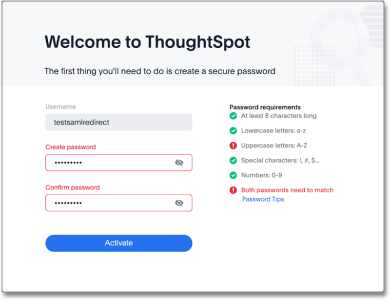 Welcome to ThoughtSpot
The first thing you'll need to do is create a secure password
Username
testsamlredirect
Create password
•••••••••
Confirm password
•••••••••
Activate
Password requirements
At least 8 characters long
Lowercase letters: a-z
Uppercase letters: A-Z
Special characters: !, #, $...
Numbers: 0-9
Both passwords need to match
Password Tips